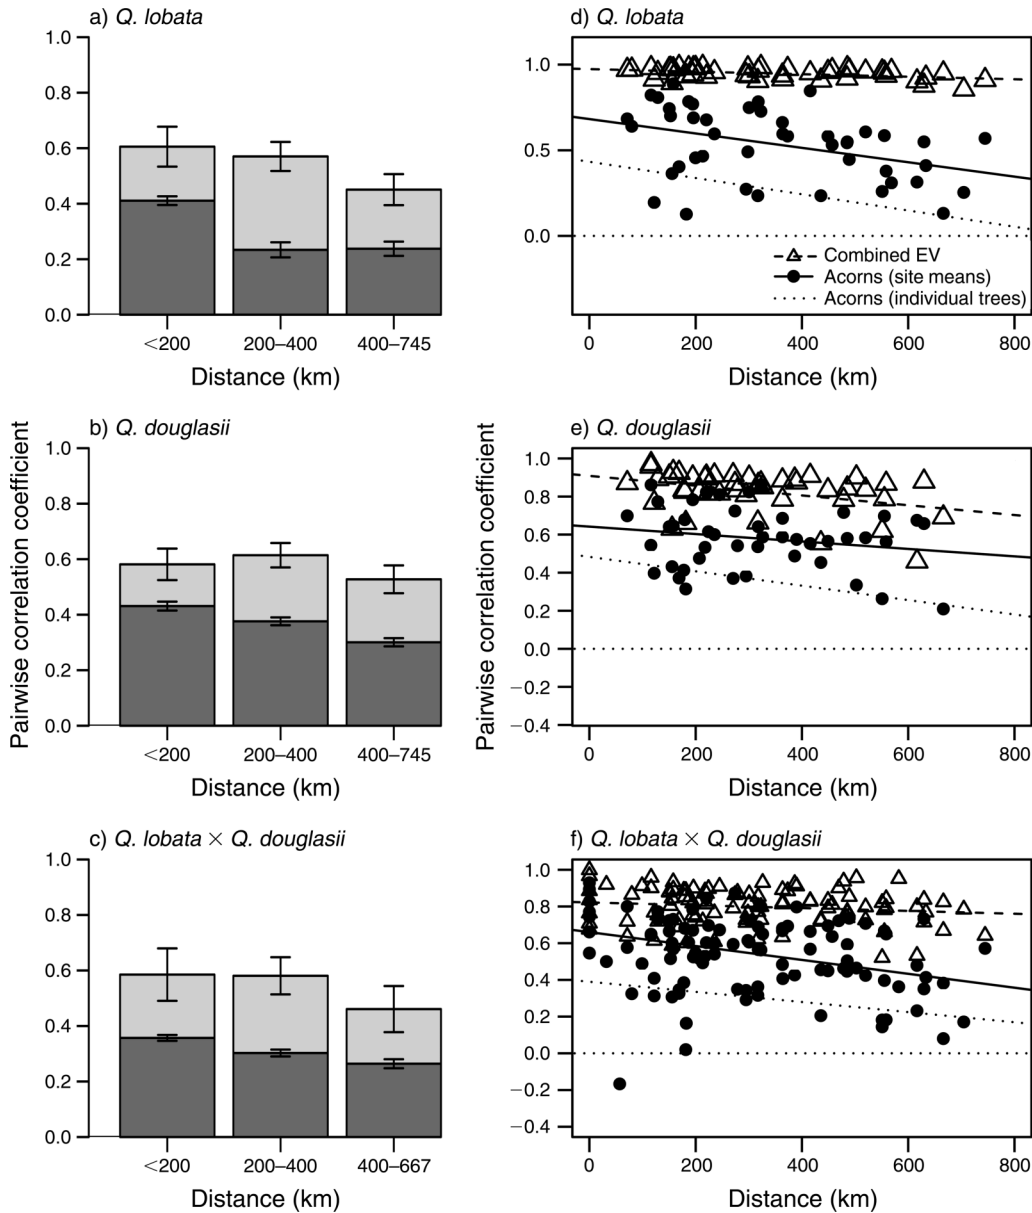 a) Q. lobata
1.0
0.8
0.6
0.4
0.2
0.0
<200 200–400 400–745
Distance (km)
d) Q. lobata
1.0
0.5
0.0
Combined EV
Acorns (site means)
Acorns (individual trees)
0 200 400 600 800
Distance (km)
Pairwise correlation coefficient
b) Q. douglasii
1.0
0.8
0.6
0.4
0.2
0.0
<200 200–400 400–745
Distance (km)
Pairwise correlation coefficient
e) Q. douglasii
1.0
0.8
0.6
0.4
0.2
0.0
−0.2
−0.4
0 200 400 600 800
Distance (km)
c) Q. lobata × Q. douglasii
1.0
0.8
0.6
0.4
0.2
0.0
<200 200–400 400–667
Distance (km)
f) Q. lobata × Q. douglasii
1.0
0.8
0.6
0.4
0.2
0.0
−0.2
−0.4
0 200 400 600 800
Distance (km)